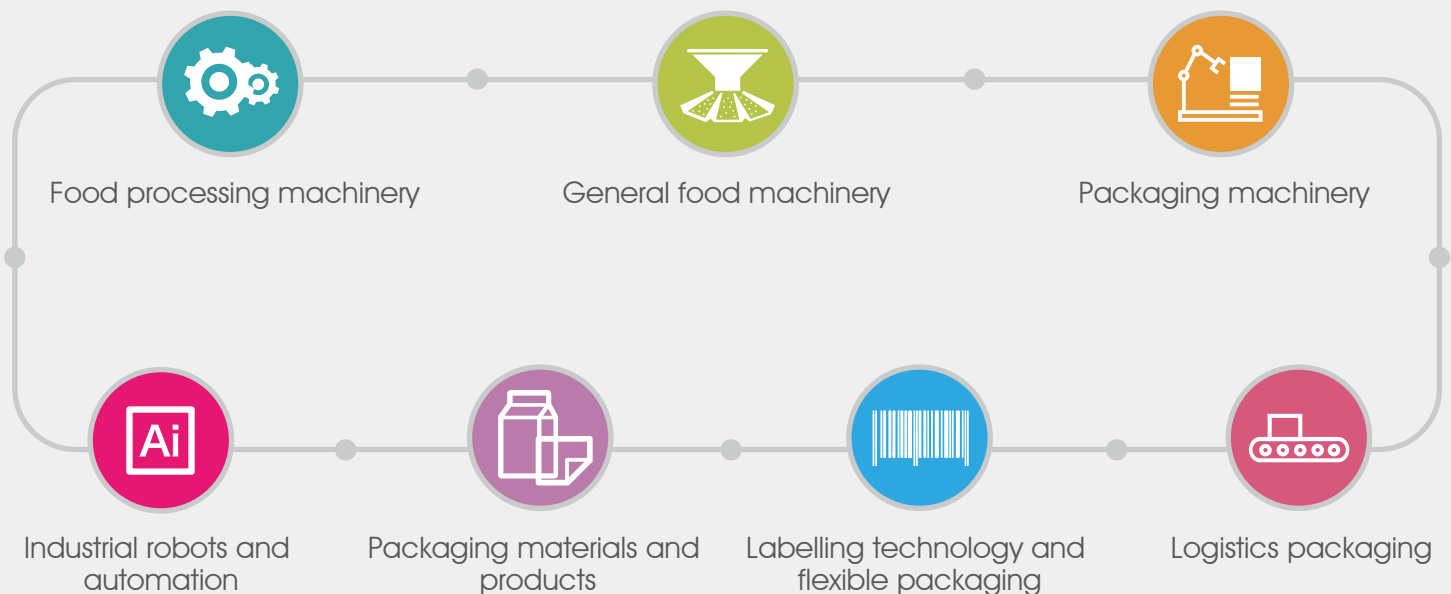 Food processing machinery
General food machinery
Packaging machinery
Ai
Industrial robots and
automation
Packaging materials and
products
Labelling technology and
flexible packaging
Logistics packaging